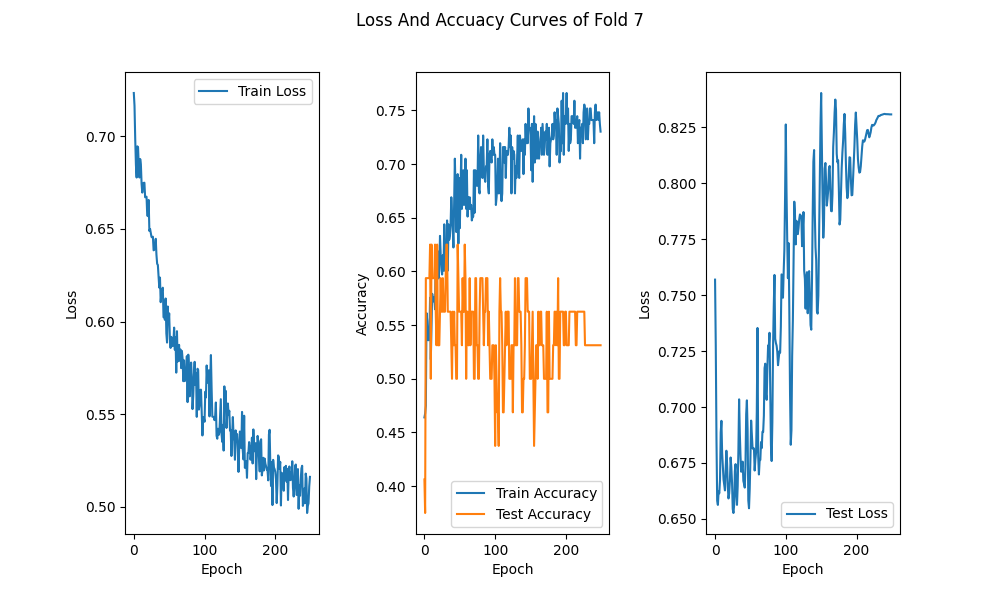 Loss And Accuacy Curves of Fold 7
Loss
0.70
0.65
0.60
0.55
0.50
0
100
200
Epoch
Train Loss
Accuracy
0.75
0.70
0.65
0.60
0.55
0.50
0.45
0.40
0
100
200
Epoch
Train Accuracy
Test Accuracy
Loss
0.825
0.800
0.775
0.750
0.725
0.700
0.675
0.650
0
100
200
Epoch
Test Loss